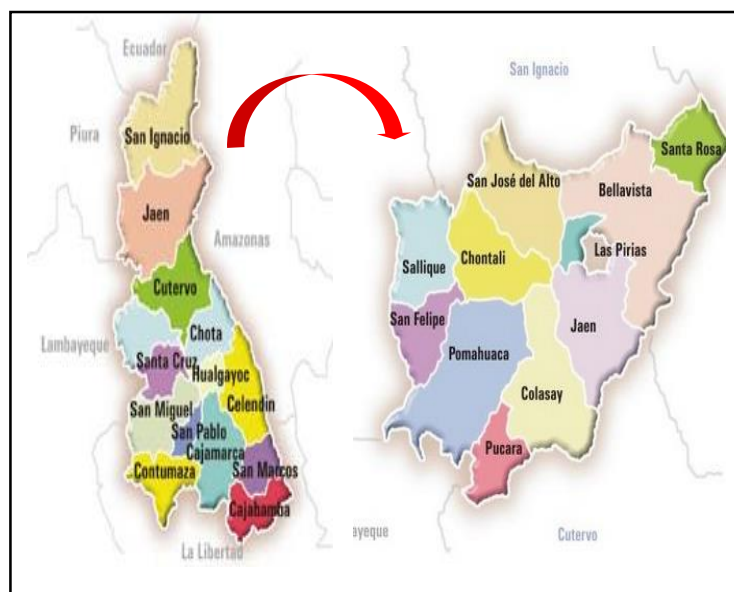 Ecuador
Piura
San Ignacio
Jaen
Amazonas
Cutervo
Lambayeque
Chota
Santa Cruz
Hualgayoc
San Miguel
Celendin
San Pablo
Cajamarca
Contumaza
San Marcos
Cajabamba
La Libertad
San Ignacio
Santa Rosa
San José del Alto
Bellavista
Sallique
Chontali
Las Pirias
San Felipe
Jaen
Pomahuaca
Colasay
Pucara
ayeque
Cutervo